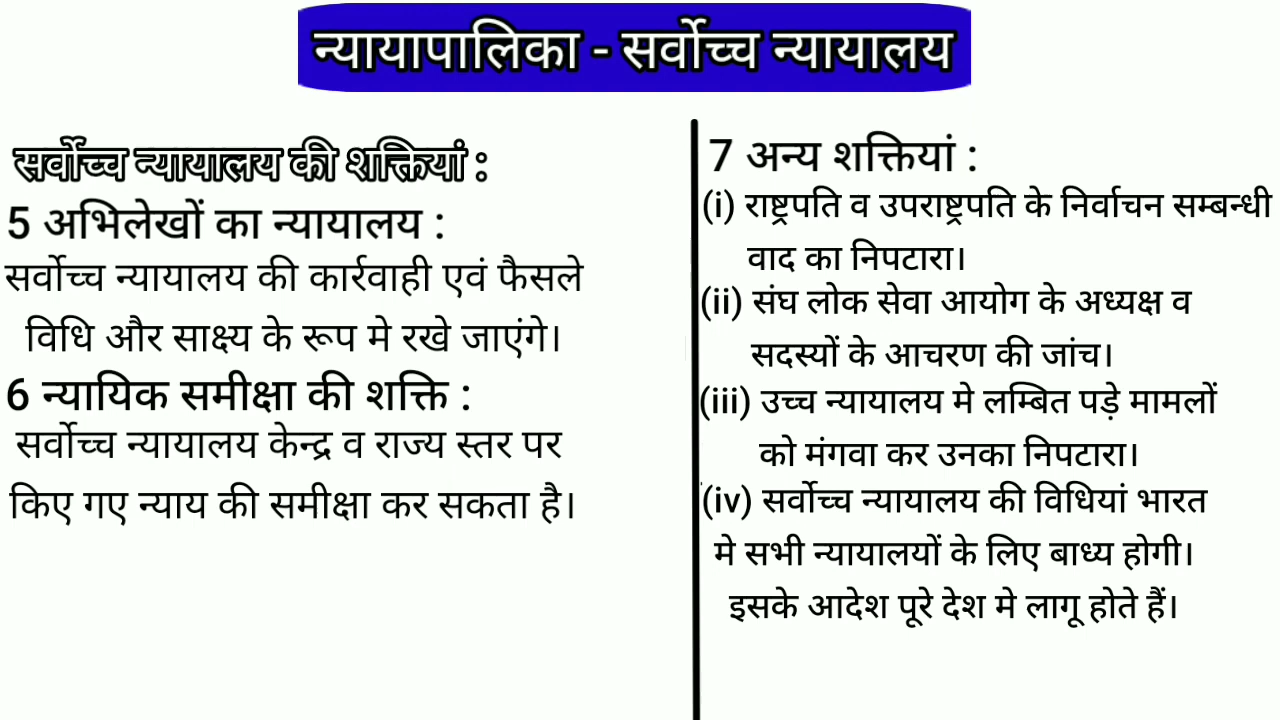 न्यायापालिका - सर्वोच्च न्यायालय
सर्वोच्च न्यायालय की शक्तियां :
5 अभिलेखों का न्यायालय :
सर्वोच्च न्यायालय की कार्रवाही एवं फैसले
विधि और साक्ष्य के रूप मे रखे जाएंगे।
6 न्यायिक समीक्षा की शक्ति :
सर्वोच्च न्यायालय केन्द्र व राज्य स्तर पर
किए गए न्याय की समीक्षा कर सकता है।
7 अन्य शक्तियां :
(i) राष्ट्रपति व उपराष्ट्रपति के निर्वाचन सम्बन्धी
वाद का निपटारा।
(ii) संघ लोक सेवा आयोग के अध्यक्ष व
सदस्यों के आचरण की जांच।
(iii) उच्च न्यायालय मे लम्बित पड़े मामलों
को मंगवा कर उनका निपटारा।
(iv) सर्वोच्च न्यायालय की विधियां भारत
मे सभी न्यायालयों के लिए बाध्य होगी।
इसके आदेश पूरे देश मे लागू होते हैं।